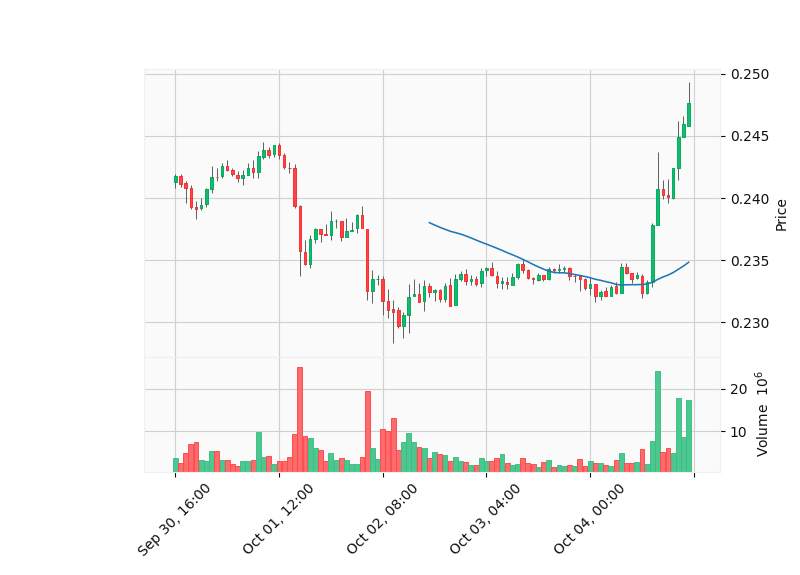 0.250
0.245
0.240
0.235
0.230
Price
20
10
Volume 10^6
Sep 30, 16:00
Oct 01, 12:00
Oct 02, 08:00
Oct 03, 04:00
Oct 04, 00:00